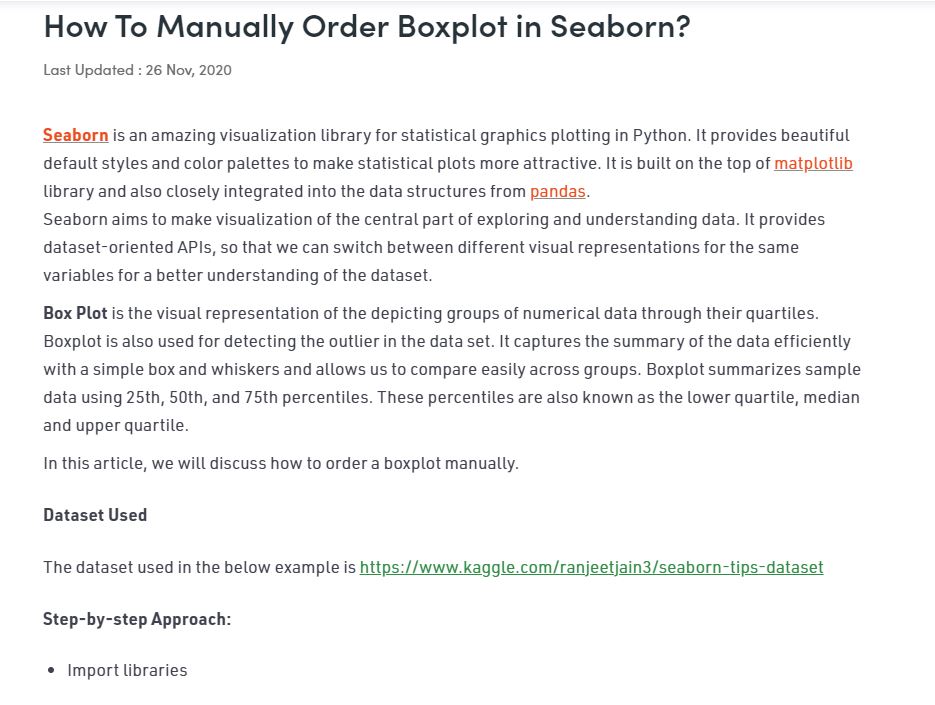 How To Manually Order Boxplot in Seaborn?
Last Updated : 26 Nov, 2020
Seaborn is an amazing visualization library for statistical graphics plotting in Python. It provides beautiful
default styles and color palettes to make statistical plots more attractive. It is built on the top of matplotlib
library and also closely integrated into the data structures from pandas.
Seaborn aims to make visualization of the central part of exploring and understanding data. It provides
dataset-oriented APIs, so that we can switch between different visual representations for the same
variables for a better understanding of the dataset.
Box Plot is the visual representation of the depicting groups of numerical data through their quartiles.
Boxplot is also used for detecting the outlier in the data set. It captures the summary of the data efficiently
with a simple box and whiskers and allows us to compare easily across groups. Boxplot summarizes sample
data using 25th, 50th, and 75th percentiles. These percentiles are also known as the lower quartile, median
and upper quartile.
In this article, we will discuss how to order a boxplot manually.
Dataset Used
The dataset used in the below example is https://www.kaggle.com/ranjeetjain3/seaborn-tips-dataset
Step-by-step Approach:
• Import libraries